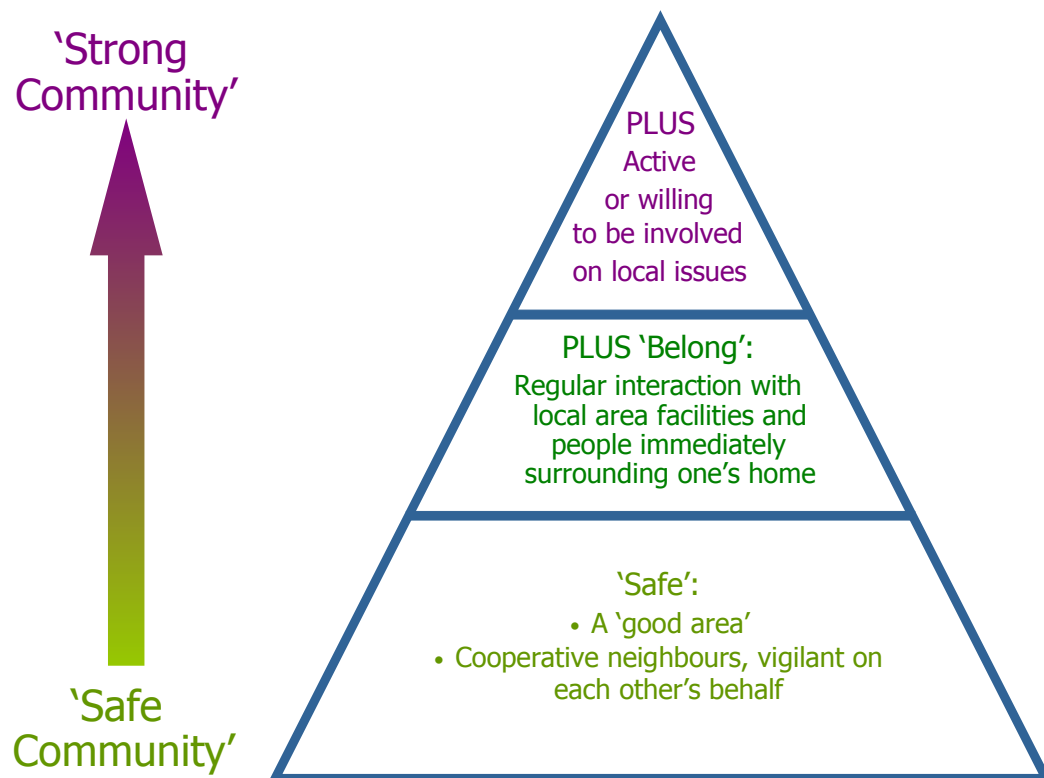 ‘Strong
Community’
PLUS
Active
or willing
to be involved
on local issues
PLUS ‘Belong’:
Regular interaction with
local area facilities and
people immediately
surrounding one’s home
‘Safe’:
• A ‘good area’
• Cooperative neighbours, vigilant on
each other’s behalf
‘Safe
Community’